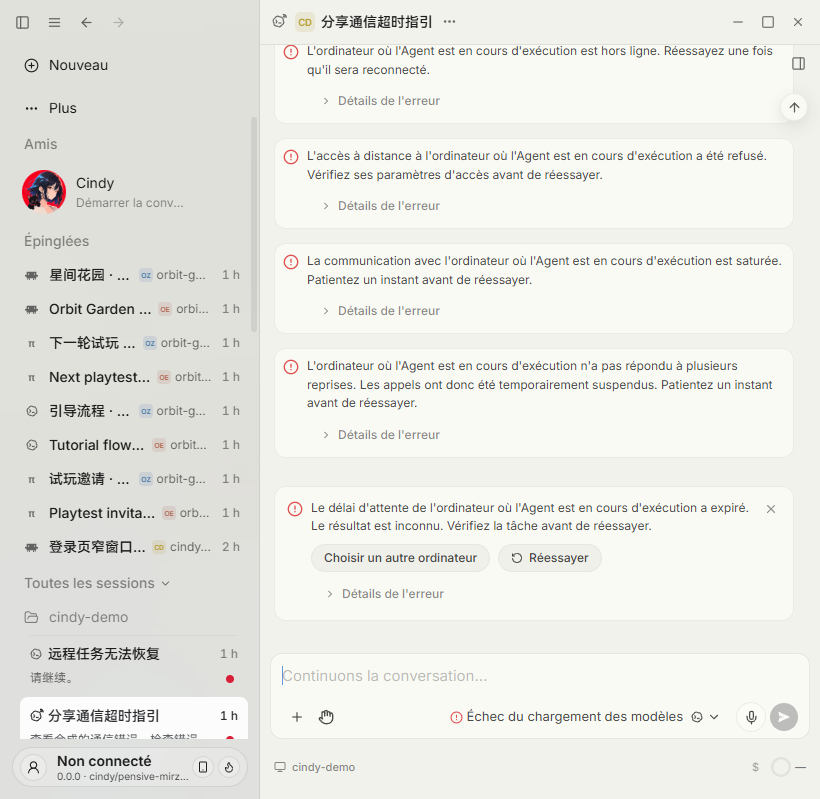 Nouveau
Plus
Amis
Cindy
Démarrer la conv...
Épinglées
星间花园 · ... OZ orbit-g... 1 h
Orbit Garden ... OE orbi... 1 h
下一轮试玩 ... OZ orbit-g... 1 h
Next playtest... OE orbit... 1 h
引导流程 · ... OZ orbit-g... 1 h
Tutorial flow... OE orbit... 1 h
试玩邀请 · ... OZ orbit-g... 1 h
Playtest invita... OE orb... 1 h
登录页窄窗口... CD cindy... 2 h
Toutes les sessions
cindy-demo
远程任务无法恢复 1 h
请继续。
分享通信超时指引 1 h
Non connecté
0.0.0 · cindy/pensive-mirz...
CD 分享通信超时指引 ...
L'ordinateur où l'Agent est en cours d'exécution est hors ligne. Réessayez une fois
qu'il sera reconnecté.
Détails de l'erreur
L'accès à distance à l'ordinateur où l'Agent est en cours d'exécution a été refusé.
Vérifiez ses paramètres d'accès avant de réessayer.
Détails de l'erreur
La communication avec l'ordinateur où l'Agent est en cours d'exécution est saturée.
Patientez un instant avant de réessayer.
Détails de l'erreur
L'ordinateur où l'Agent est en cours d'exécution n'a pas répondu à plusieurs
reprises. Les appels ont donc été temporairement suspendus. Patientez un instant
avant de réessayer.
Détails de l'erreur
Le délai d'attente de l'ordinateur où l'Agent est en cours d'exécution a expiré.
Le résultat est inconnu. Vérifiez la tâche avant de réessayer.
Choisir un autre ordinateur
Réessayer
Détails de l'erreur
Continuons la conversation...
Échec du chargement des modèles
cindy-demo
$ —